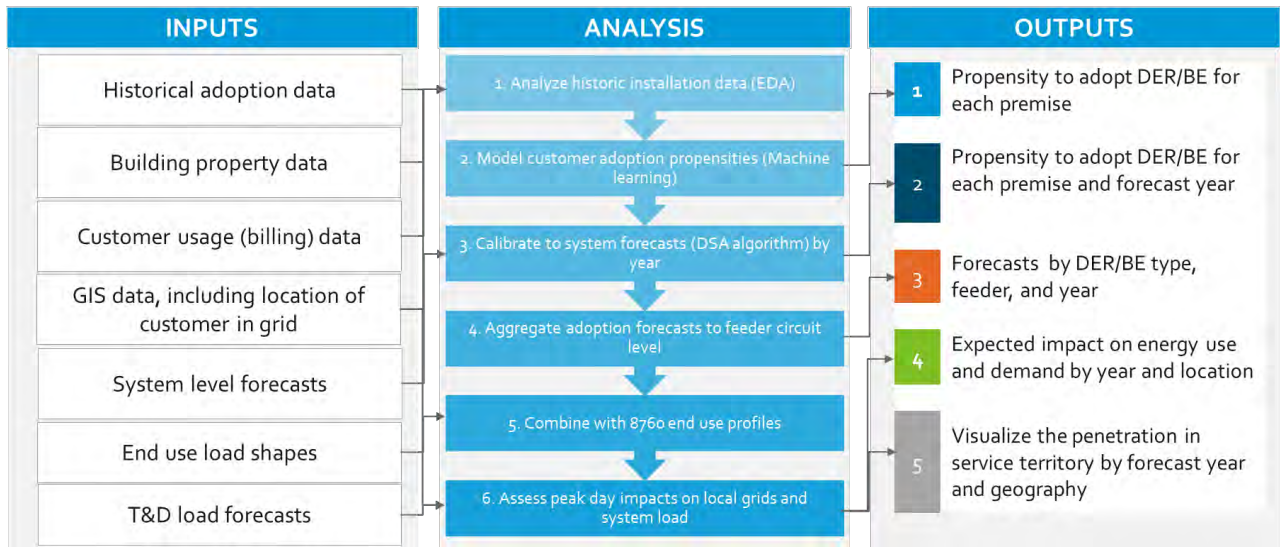 INPUTS
Historical adoption data
Building property data
Customer usage (billing) data
GIS data, including location of
customer in grid
System level forecasts
End use load shapes
T&D load forecasts
ANALYSIS
1. Analyze historic installation data (EDA)
2. Model customer adoption propensities (Machine
learning)
3. Calibrate to system forecasts (DSA algorithm) by
year
4. Aggregate adoption forecasts to feeder circuit
level
5. Combine with 8760 end use profiles
6. Assess peak day impacts on local grids and
system load
OUTPUTS
1
Propensity to adopt DER/BE for
each premise
2
Propensity to adopt DER/BE for
each premise and forecast year
3
Forecasts by DER/BE type,
feeder, and year
4
Expected impact on energy use
and demand by year and location
5
Visualize the penetration in
service territory by forecast year
and geography